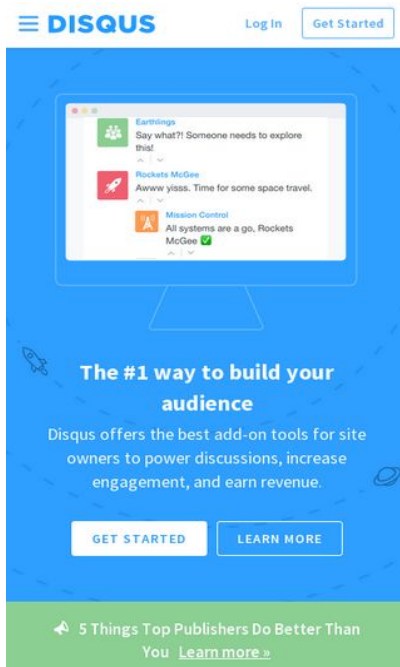 DISQUS
Log In
Get Started
Earthlings
Say what?! Someone needs to explore
this!
Rockets McGee
Awww yisss. Time for some space travel.
Mission Control
All systems are a go, Rockets
McGee ✅
The #1 way to build your
audience
Disqus offers the best add-on tools for site
owners to power discussions, increase
engagement, and earn revenue.
GET STARTED
LEARN MORE
5 Things Top Publishers Do Better Than
You Learn more »